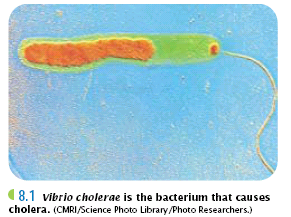 8.1 Vibrio cholerae is the bacterium that causes
cholera. (CMRI/Science Photo Library/Photo Researchers.)